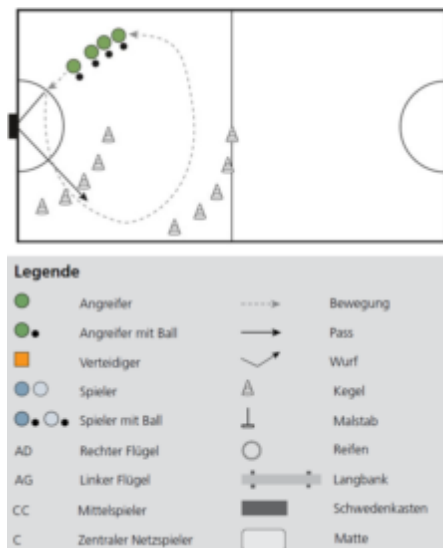 Legende
Angreifer
Bewegung
Angreifer mit Ball
Pass
Verteidiger
Wurf
Spieler
Kegel
Spieler mit Ball
Malstab
AD
Rechter Flügel
Reifen
AG
Linker Flügel
Langbank
CC
Mittelspieler
Schwedenkasten
C
Zentraler Netzspieler
Matte